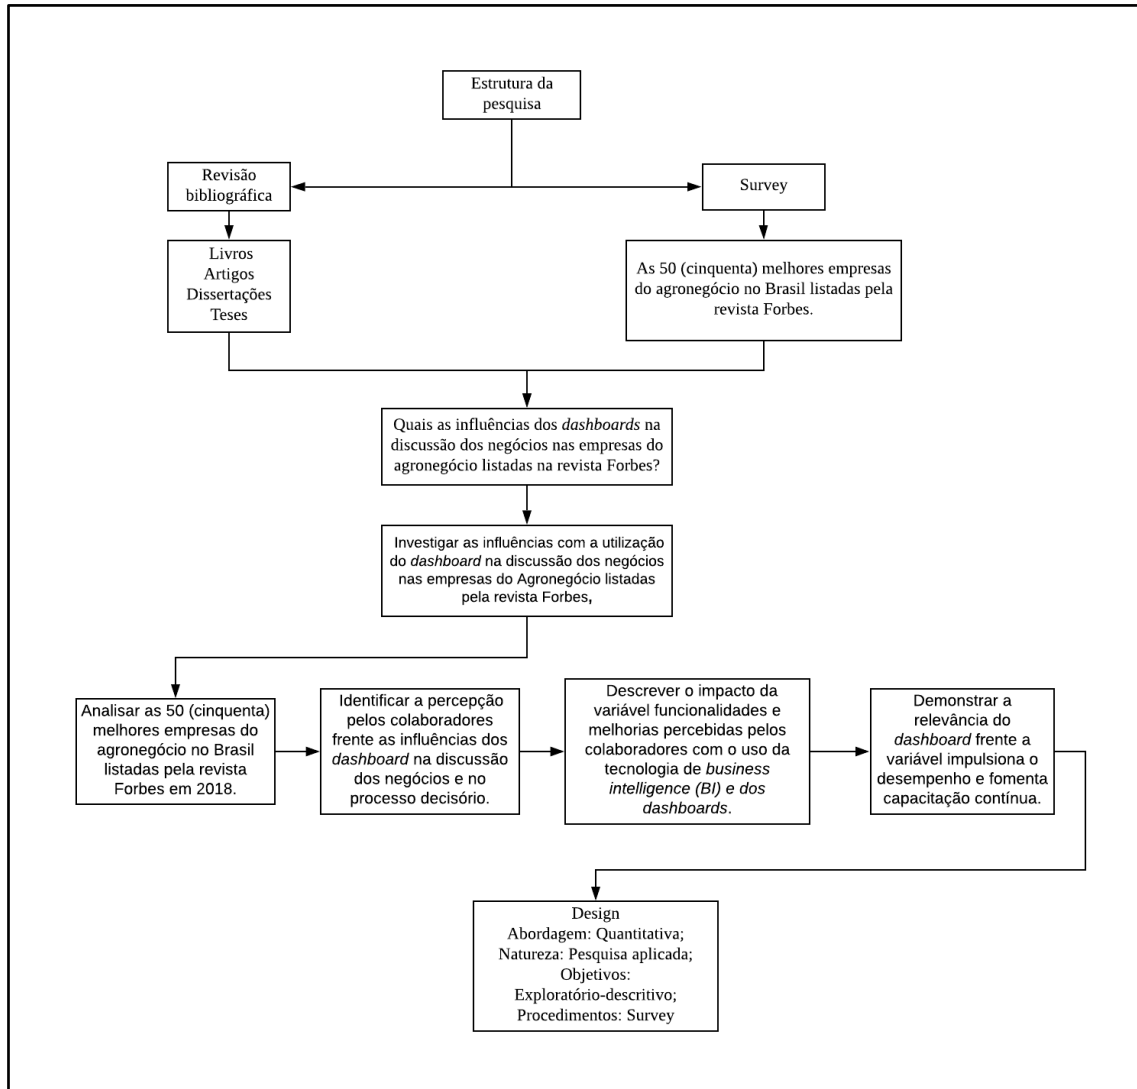 Estrutura da
pesquisa
Revisão
bibliográfica
Survey
Livros
Artigos
Dissertações
Teses
As 50 (cinquenta) melhores empresas
do agronegócio no Brasil listadas pela
revista Forbes.
Quais as influências dos dashboards na
discussão dos negócios nas empresas do
agronegócio listadas na revista Forbes?
Investigar as influências com a utilização
do dashboard na discussão dos negócios
nas empresas do Agronegócio listadas
pela revista Forbes,
Analisar as 50 (cinquenta)
melhores empresas do
agronegócio no Brasil
listadas pela revista
Forbes em 2018.
Identificar a percepção
pelos colaboradores
frente as influências dos
dashboard na discussão
dos negócios e no
processo decisório.
Descrever o impacto da
variável funcionalidades e
melhorias percebidas pelos
colaboradores com o uso da
tecnologia de business
intelligence (BI) e dos
dashboards.
Demonstrar a
relevância do
dashboard frente a
variável impulsiona o
desempenho e fomenta
capacitação contínua.
Design
Abordagem: Quantitativa;
Natureza: Pesquisa aplicada;
Objetivos:
Exploratório-descritivo;
Procedimentos: Survey